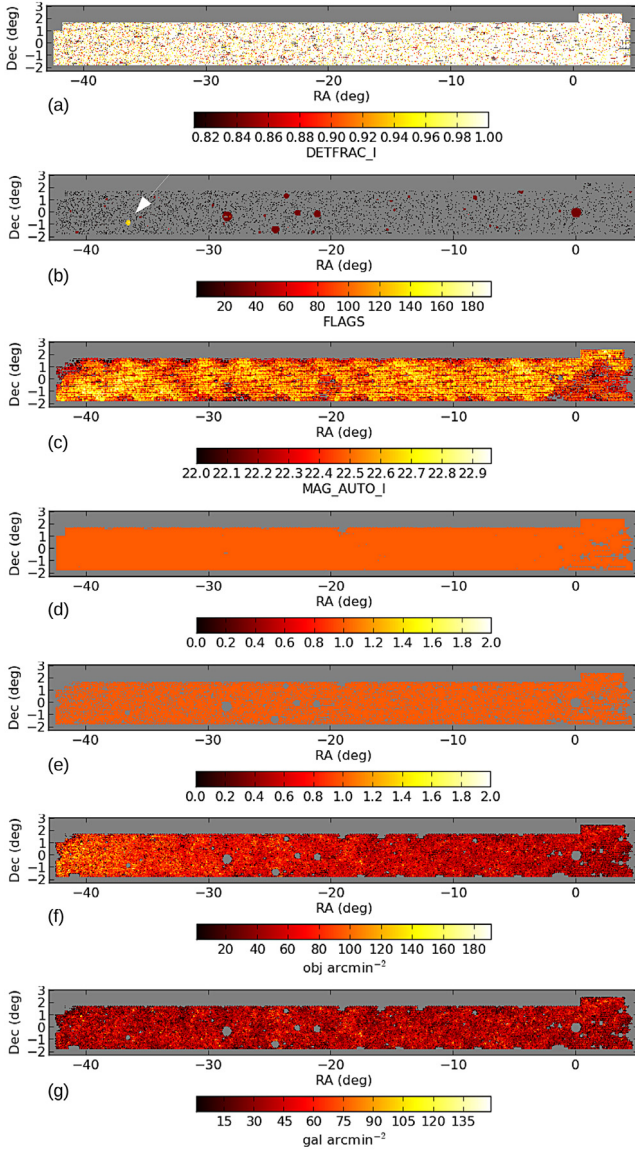 3
2
1
0
−1
−2
Dec (deg)
−40 −30 −20 −10 0
RA (deg)
(a)
0.82 0.84 0.86 0.88 0.90 0.92 0.94 0.96 0.98 1.00
DETFRAC_I
3
2
1
0
−1
−2
Dec (deg)
−40 −30 −20 −10 0
RA (deg)
(b)
20 40 60 80 100 120 140 160 180
FLAGS
3
2
1
0
−1
−2
Dec (deg)
−40 −30 −20 −10 0
RA (deg)
(c)
22.0 22.1 22.2 22.3 22.4 22.5 22.6 22.7 22.8 22.9
MAG_AUTO_I
3
2
1
0
−1
−2
Dec (deg)
−40 −30 −20 −10 0
RA (deg)
(d)
0.0 0.2 0.4 0.6 0.8 1.0 1.2 1.4 1.6 1.8 2.0
3
2
1
0
−1
−2
Dec (deg)
−40 −30 −20 −10 0
RA (deg)
(e)
0.0 0.2 0.4 0.6 0.8 1.0 1.2 1.4 1.6 1.8 2.0
3
2
1
0
−1
−2
Dec (deg)
−40 −30 −20 −10 0
RA (deg)
(f)
20 40 60 80 100 120 140 160 180
obj arcmin⁻²
3
2
1
0
−1
−2
Dec (deg)
−40 −30 −20 −10 0
RA (deg)
(g)
15 30 45 60 75 90 105 120 135
gal arcmin⁻²